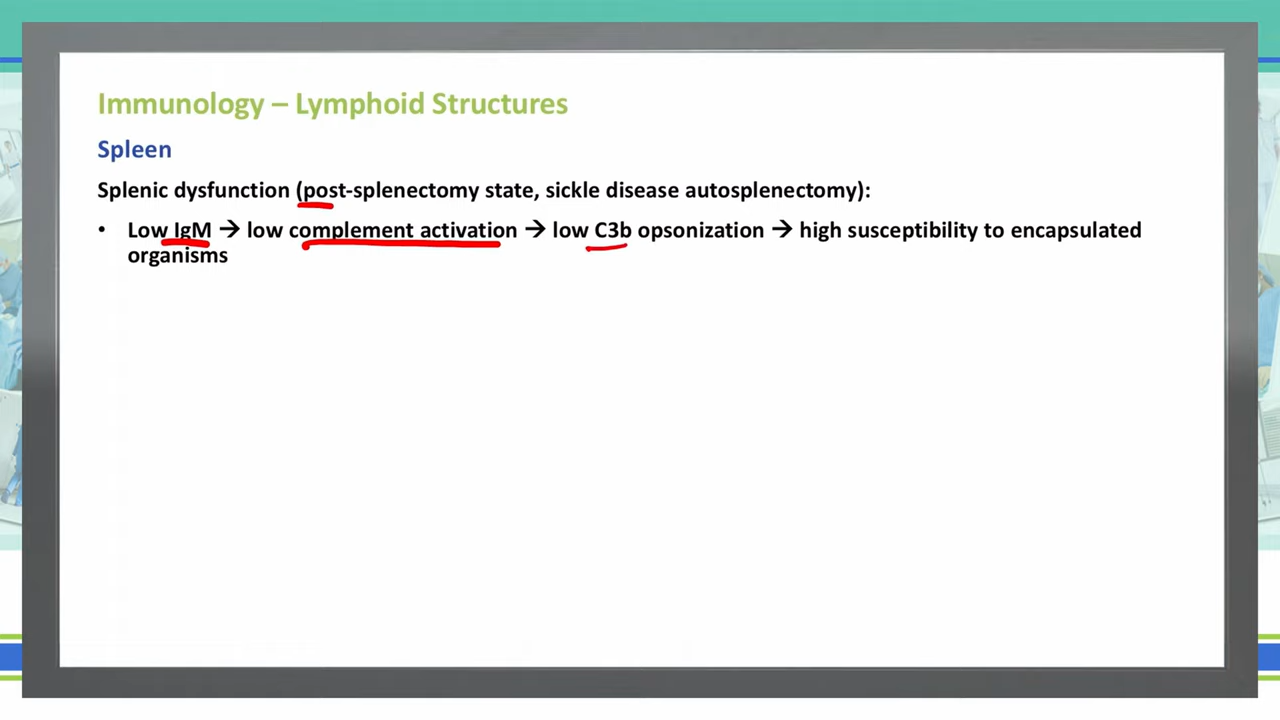 Immunology – Lymphoid Structures
Spleen
Splenic dysfunction (post-splenectomy state, sickle disease autosplenectomy):
• Low IgM → low complement activation → low C3b opsonization → high susceptibility to encapsulated
organisms